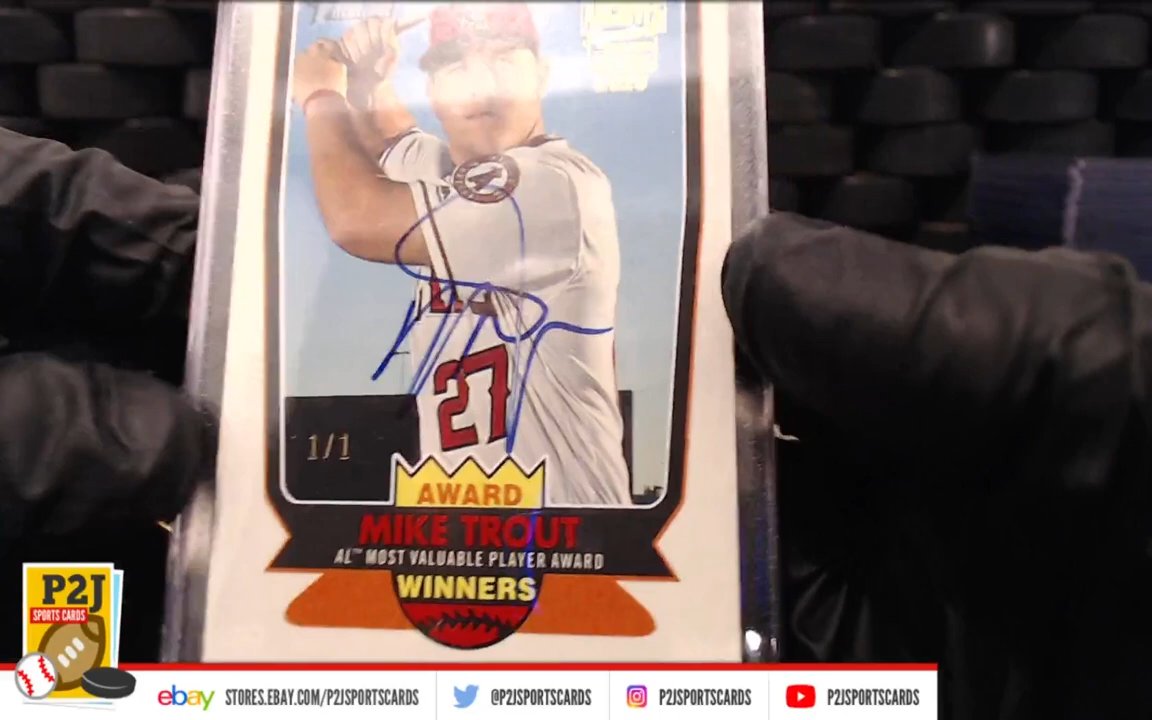 27
1/1
AWARD
MIKE TROUT
AL™ MOST VALUABLE PLAYER AWARD
WINNERS
P2J
SPORTS CARDS
ebay STORES.EBAY.COM/P2JSPORTSCARDS
@P2JSPORTSCARDS
P2JSPORTSCARDS
P2JSPORTSCARDS